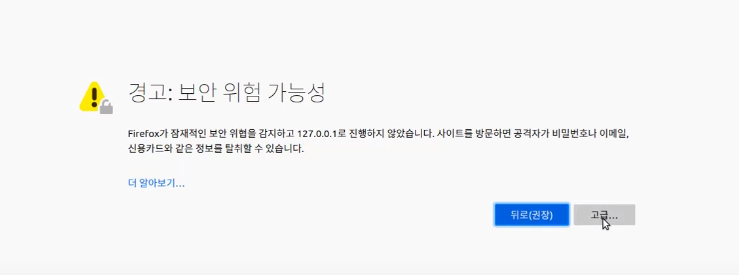 경고: 보안 위험 가능성
Firefox가 잠재적인 보안 위협을 감지하고 127.0.0.1로 진행하지 않았습니다. 사이트를 방문하면 공격자가 비밀번호나 이메일,
신용카드와 같은 정보를 탈취할 수 있습니다.
더 알아보기...
뒤로(권장)
고급...